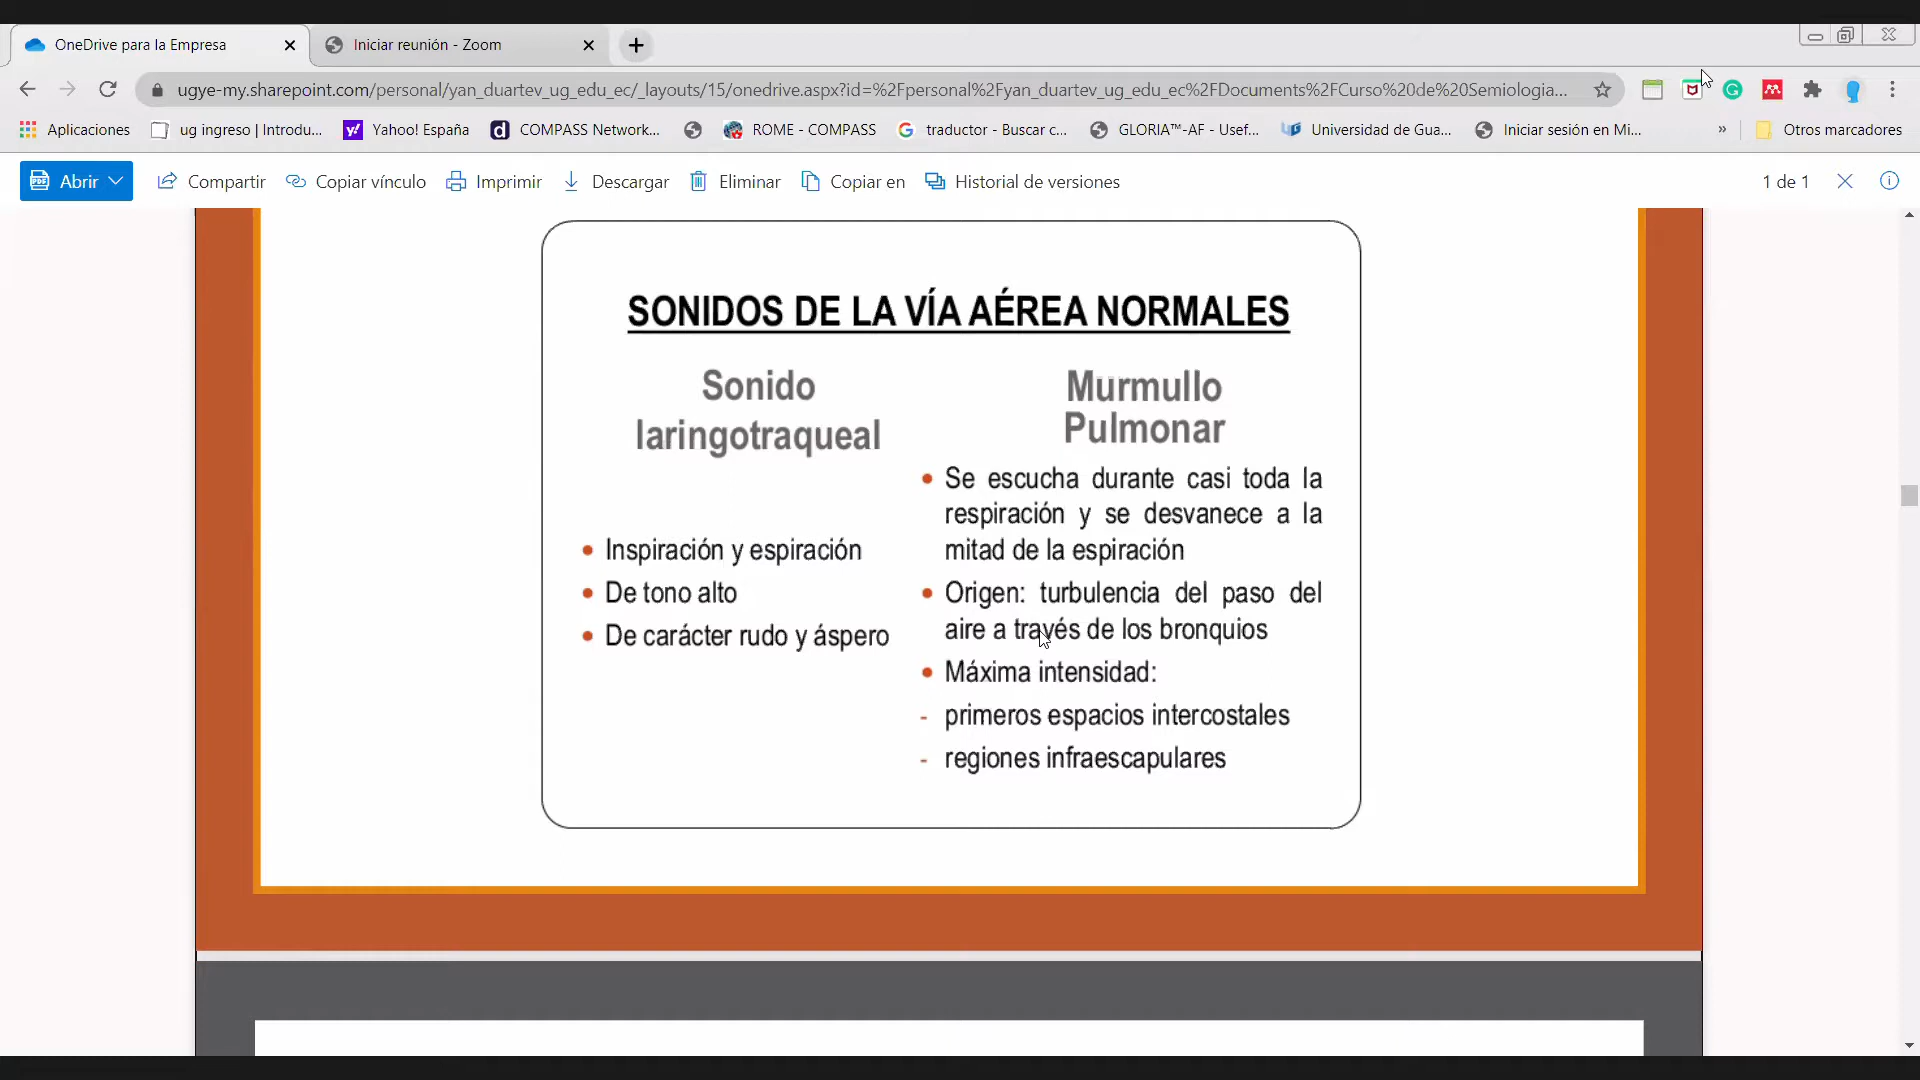 OneDrive para la Empresa
Iniciar reunión - Zoom
ugye-my.sharepoint.com/personal/yan_duartev_ug_edu_ec/_layouts/15/onedrive.aspx?id=%2Fpersonal%2Fyan_duartev_ug_edu_ec%2FDocuments%2FCurso%20de%20Semiologia...
Aplicaciones
ug ingreso | Introdu...
Yahoo! España
COMPASS Network...
ROME - COMPASS
traductor - Buscar c...
GLORIA™-AF - Usef...
Universidad de Gua...
Iniciar sesión en Mi...
»
Otros marcadores
Abrir
Compartir
Copiar vínculo
Imprimir
Descargar
Eliminar
Copiar en
Historial de versiones
1 de 1
SONIDOS DE LA VÍA AÉREA NORMALES
Sonido
laringotraqueal
• Inspiración y espiración
• De tono alto
• De carácter rudo y áspero
Murmullo
Pulmonar
• Se escucha durante casi toda la
respiración y se desvanece a la
mitad de la espiración
• Origen: turbulencia del paso del
aire a través de los bronquios
• Máxima intensidad:
- primeros espacios intercostales
- regiones infraescapulares